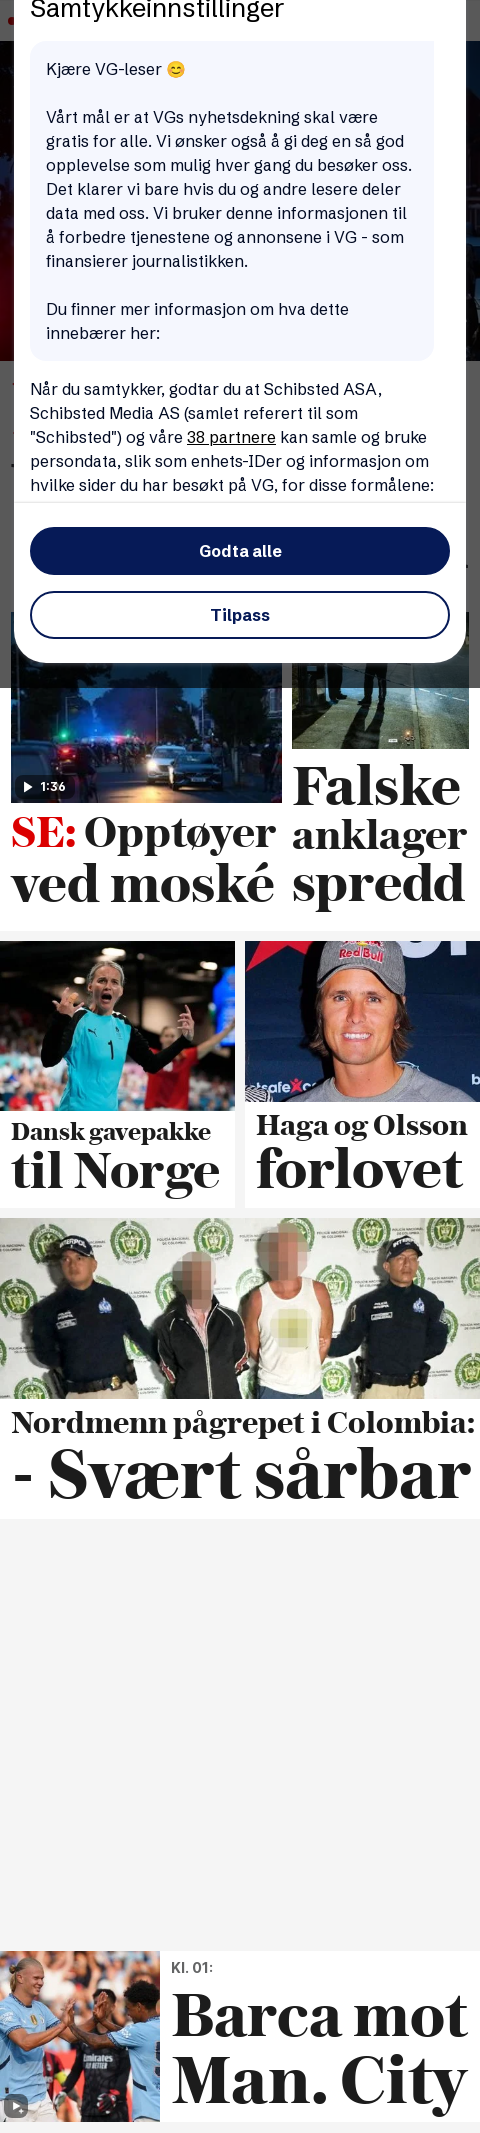 Samtykkeinnstillinger
Kjære VG-leser 😊
Vårt mål er at VGs nyhetsdekning skal være
gratis for alle. Vi ønsker også å gi deg en så god
opplevelse som mulig hver gang du besøker oss.
Det klarer vi bare hvis du og andre lesere deler
data med oss. Vi bruker denne informasjonen til
å forbedre tjenestene og annonsene i VG - som
finansierer journalistikken.
Du finner mer informasjon om hva dette
innebærer her:
Når du samtykker, godtar du at Schibsted ASA,
Schibsted Media AS (samlet referert til som
"Schibsted") og våre 38 partnere kan samle og bruke
persondata, slik som enhets-IDer og informasjon om
hvilke sider du har besøkt på VG, for disse formålene:
Godta alle
Tilpass
1:36
SE: Opptøyer
ved moské
Falske
anklager
spredd
1
Dansk gavepakke
til Norge
Red Bull
Haga og Olsson
forlovet
INTERPOL
Nordmenn pågrepet i Colombia:
- Svært sårbar
Kl. 01:
Barca mot
Man. City